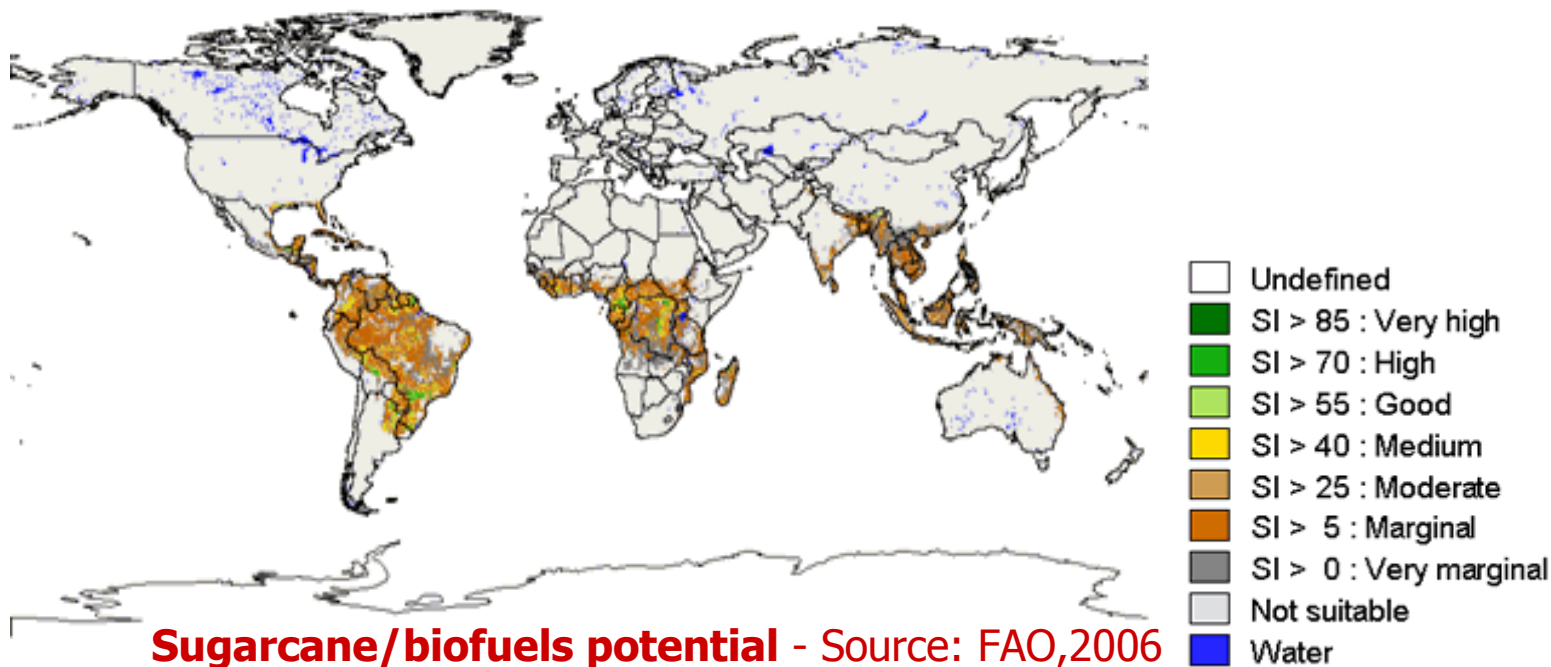 Undefined
SI > 85 : Very high
SI > 70 : High
SI > 55 : Good
SI > 40 : Medium
SI > 25 : Moderate
SI > 5 : Marginal
SI > 0 : Very marginal
Not suitable
Water
Sugarcane/biofuels potential - Source: FAO,2006